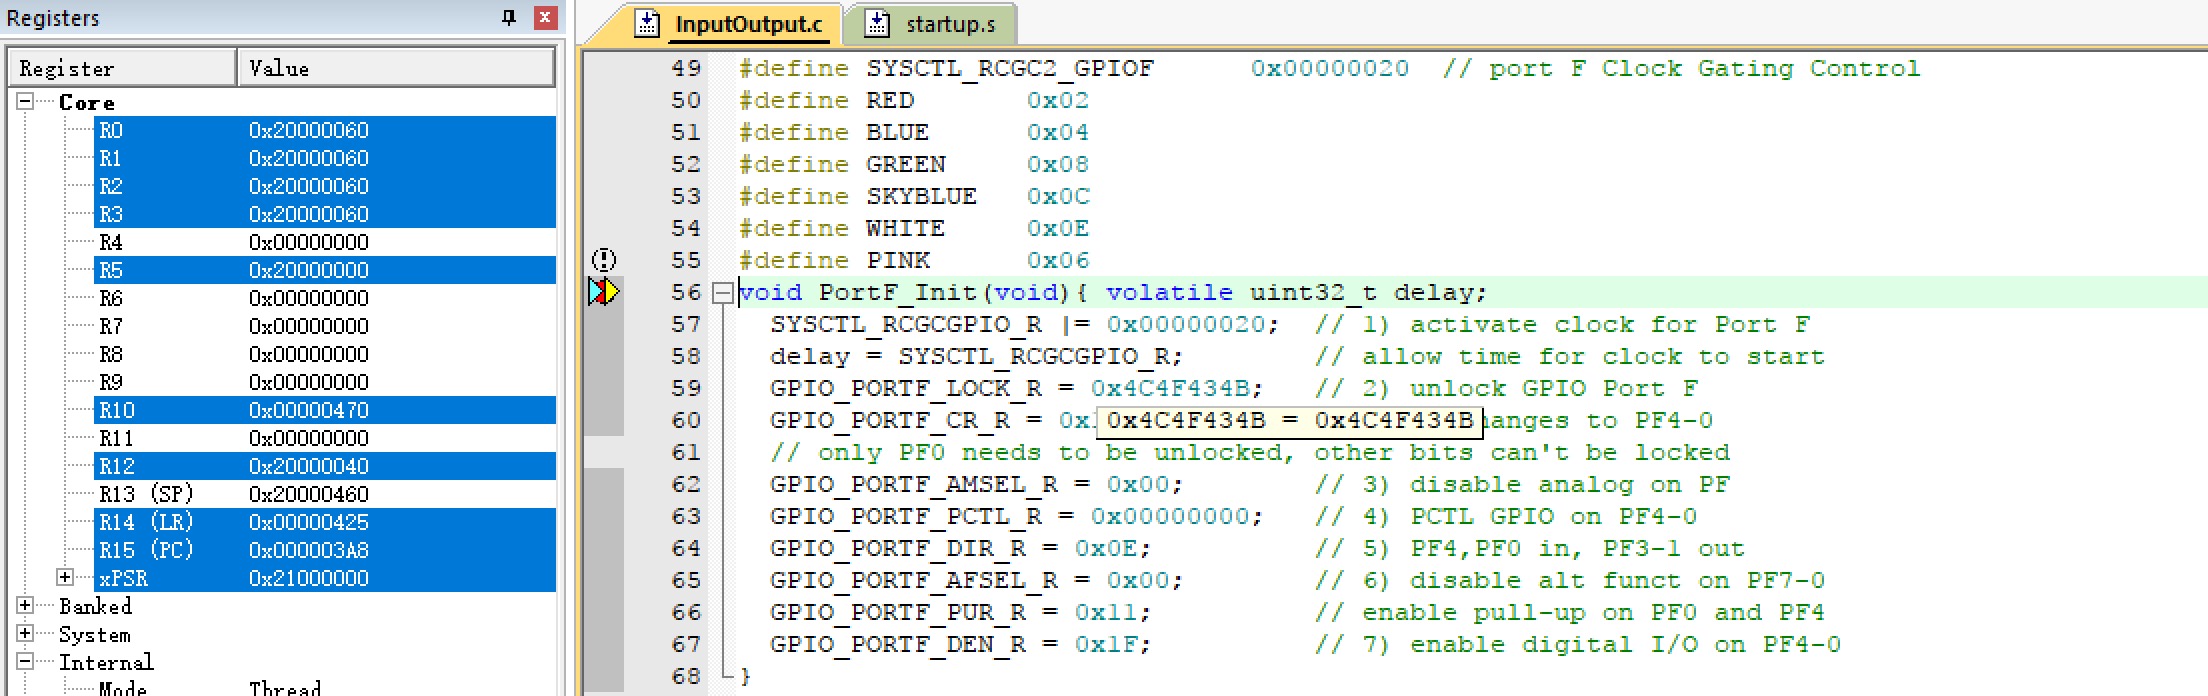 Registers
Register Value
Core
R0 0x20000060
R1 0x20000060
R2 0x20000060
R3 0x20000060
R4 0x00000000
R5 0x20000000
R6 0x00000000
R7 0x00000000
R8 0x00000000
R9 0x00000000
R10 0x00000470
R11 0x00000000
R12 0x20000040
R13 (SP) 0x20000460
R14 (LR) 0x00000425
R15 (PC) 0x000003A8
xPSR 0x21000000
Banked
System
Internal
Mode Thread
InputOutput.c startup.s
49 #define SYSCTL_RCGC2_GPIOF 0x00000020 // port F Clock Gating Control
50 #define RED 0x02
51 #define BLUE 0x04
52 #define GREEN 0x08
53 #define SKYBLUE 0x0C
54 #define WHITE 0x0E
55 #define PINK 0x06
56 void PortF_Init(void){ volatile uint32_t delay;
57 SYSCTL_RCGCGPIO_R |= 0x00000020; // 1) activate clock for Port F
58 delay = SYSCTL_RCGCGPIO_R; // allow time for clock to start
59 GPIO_PORTF_LOCK_R = 0x4C4F434B; // 2) unlock GPIO Port F
60 GPIO_PORTF_CR_R = 0x 0x4C4F434B = 0x4C4F434B hanges to PF4-0
61 // only PF0 needs to be unlocked, other bits can't be locked
62 GPIO_PORTF_AMSEL_R = 0x00; // 3) disable analog on PF
63 GPIO_PORTF_PCTL_R = 0x00000000; // 4) PCTL GPIO on PF4-0
64 GPIO_PORTF_DIR_R = 0x0E; // 5) PF4,PF0 in, PF3-1 out
65 GPIO_PORTF_AFSEL_R = 0x00; // 6) disable alt funct on PF7-0
66 GPIO_PORTF_PUR_R = 0x11; // enable pull-up on PF0 and PF4
67 GPIO_PORTF_DEN_R = 0x1F; // 7) enable digital I/O on PF4-0
68 }